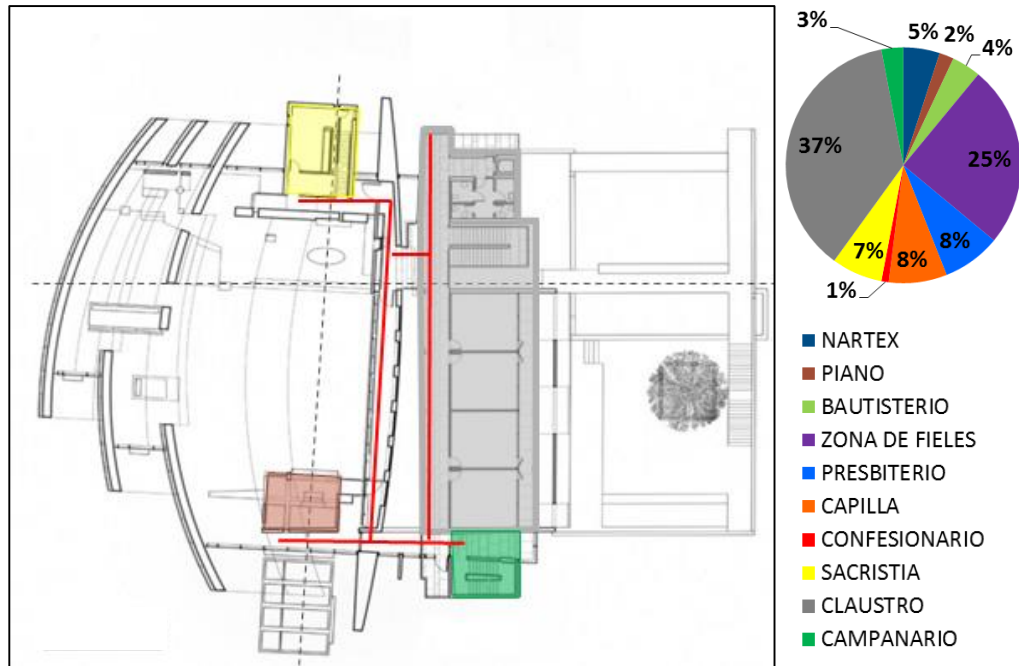 3%
5%
2%
4%
37%
25%
7%
8%
8%
1%
NARTEX
PIANO
BAUTISTERIO
ZONA DE FIELES
PRESBITERIO
CAPILLA
CONFESIONARIO
SACRISTIA
CLAUSTRO
CAMPANARIO